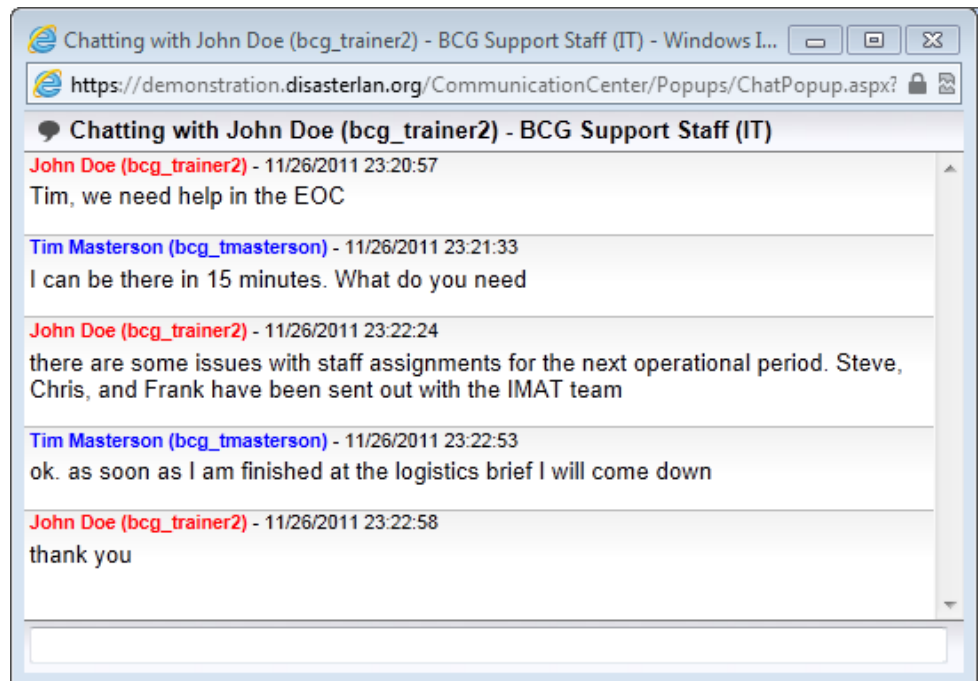 Chatting with John Doe (bcg_trainer2) - BCG Support Staff (IT) - Windows I...
https://demonstration.disasterlan.org/CommunicationCenter/Popups/ChatPopup.aspx?
Chatting with John Doe (bcg_trainer2) - BCG Support Staff (IT)
John Doe (bcg_trainer2) - 11/26/2011 23:20:57
Tim, we need help in the EOC
Tim Masterson (bcg_tmasterson) - 11/26/2011 23:21:33
I can be there in 15 minutes. What do you need
John Doe (bcg_trainer2) - 11/26/2011 23:22:24
there are some issues with staff assignments for the next operational period. Steve,
Chris, and Frank have been sent out with the IMAT team
Tim Masterson (bcg_tmasterson) - 11/26/2011 23:22:53
ok. as soon as I am finished at the logistics brief I will come down
John Doe (bcg_trainer2) - 11/26/2011 23:22:58
thank you